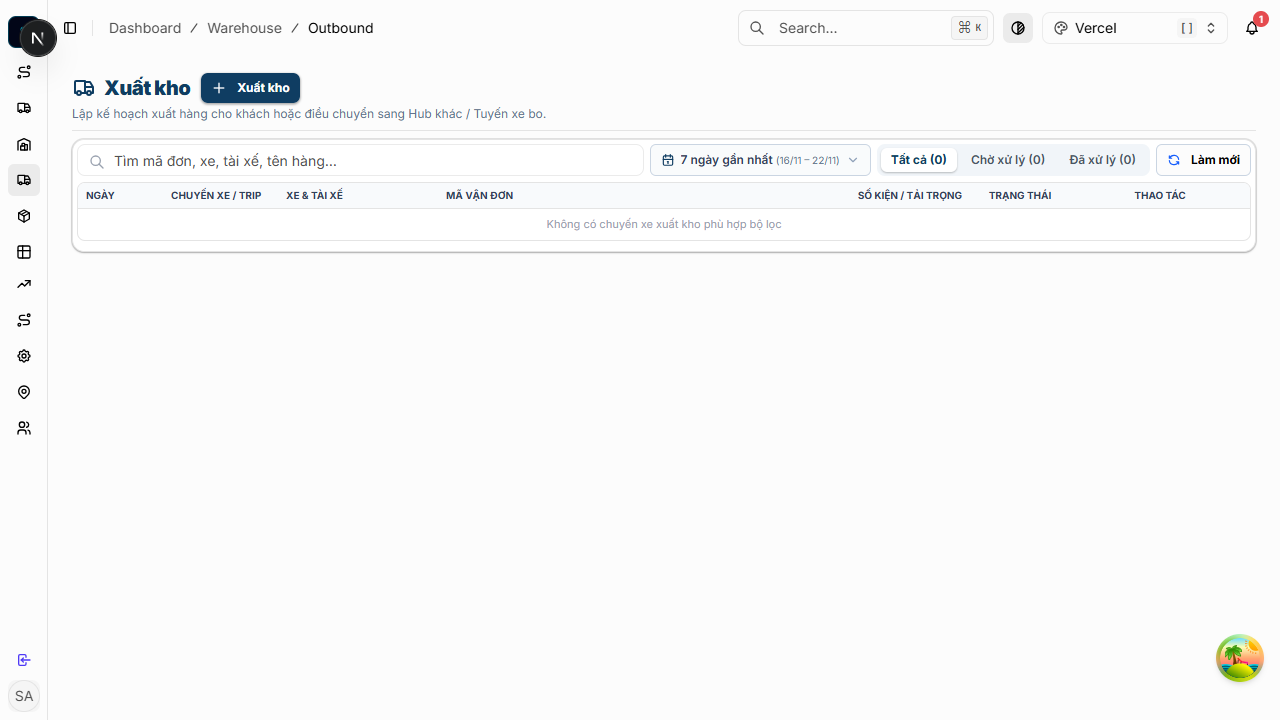 N
Dashboard / Warehouse / Outbound
Search...
⌘ K
Vercel
[ ]
1
Xuất kho
Xuất kho
Lập kế hoạch xuất hàng cho khách hoặc điều chuyển sang Hub khác / Tuyến xe bo.
Tìm mã đơn, xe, tài xế, tên hàng...
7 ngày gần nhất (16/11 – 22/11)
Tất cả (0)
Chờ xử lý (0)
Đã xử lý (0)
Làm mới
NGÀY
CHUYẾN XE / TRIP
XE & TÀI XẾ
MÃ VẬN ĐƠN
SỐ KIỆN / TẢI TRỌNG
TRẠNG THÁI
THAO TÁC
Không có chuyến xe xuất kho phù hợp bộ lọc
SA